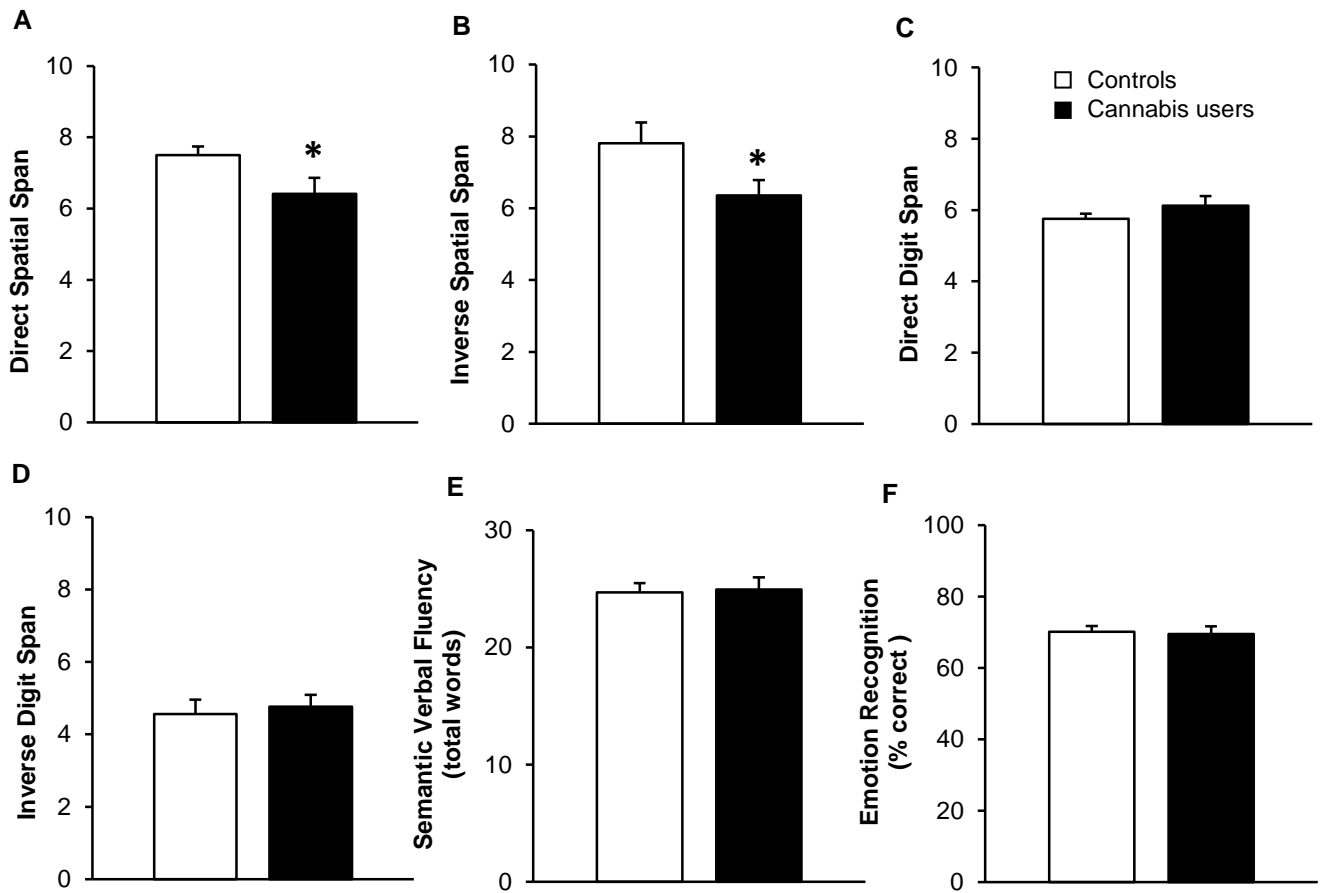 A
Direct Spatial Span
10
8
6
4
2
0
*
B
Inverse Spatial Span
10
8
6
4
2
0
*
C
Direct Digit Span
10
8
6
4
2
0
Controls
Cannabis users
D
Inverse Digit Span
10
8
6
4
2
0
E
Semantic Verbal Fluency
(total words)
30
20
10
0
F
Emotion Recognition
(% correct )
100
80
60
40
20
0